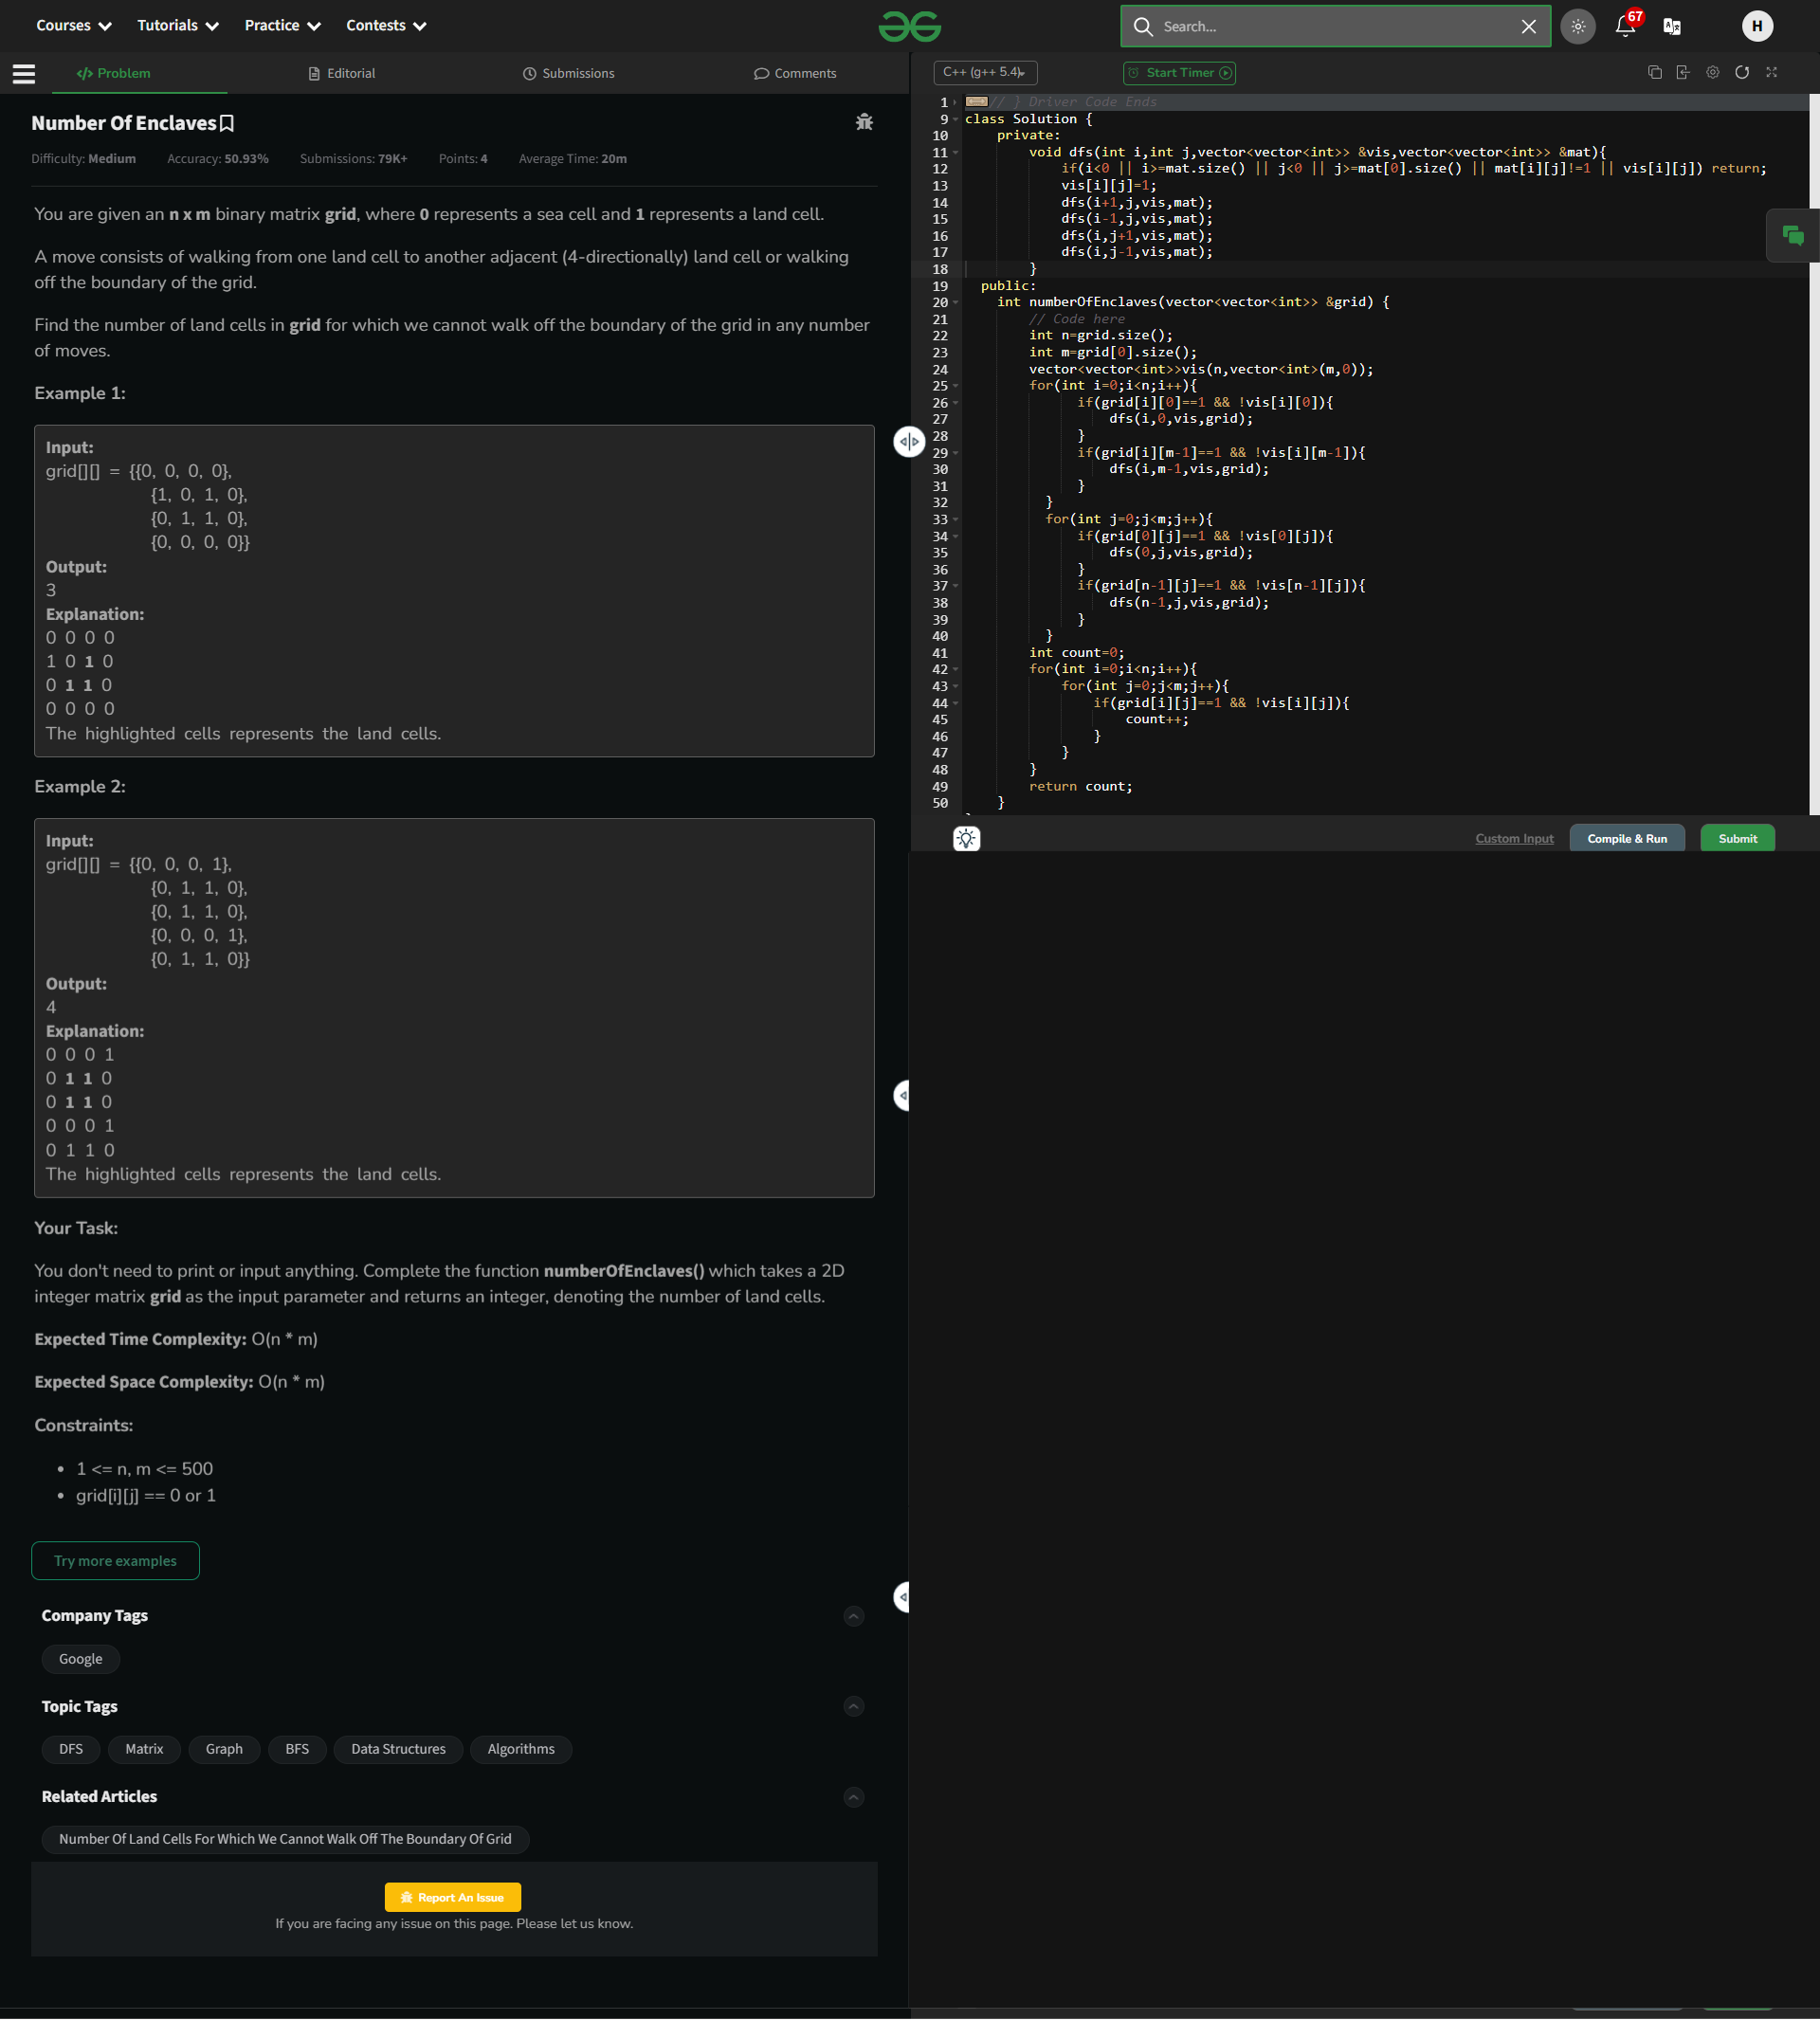 Courses Tutorials Practice Contests Search... 67 H
Problem Editorial Submissions Comments
Number Of Enclaves
Difficulty: Medium Accuracy: 50.93% Submissions: 79K+ Points: 4 Average Time: 20m
You are given an n x m binary matrix grid, where 0 represents a sea cell and 1 represents a land cell.
A move consists of walking from one land cell to another adjacent (4-directionally) land cell or walking
off the boundary of the grid.
Find the number of land cells in grid for which we cannot walk off the boundary of the grid in any number
of moves.
Example 1:
Input:
grid[][] = {{0, 0, 0, 0},
{1, 0, 1, 0},
{0, 1, 1, 0},
{0, 0, 0, 0}}
Output:
3
Explanation:
0 0 0 0
1 0 1 0
0 1 1 0
0 0 0 0
The highlighted cells represents the land cells.
Example 2:
Input:
grid[][] = {{0, 0, 0, 1},
{0, 1, 1, 0},
{0, 1, 1, 0},
{0, 0, 0, 1},
{0, 1, 1, 0}}
Output:
4
Explanation:
0 0 0 1
0 1 1 0
0 1 1 0
0 0 0 1
0 1 1 0
The highlighted cells represents the land cells.
Your Task:
You don't need to print or input anything. Complete the function numberOfEnclaves() which takes a 2D
integer matrix grid as the input parameter and returns an integer, denoting the number of land cells.
Expected Time Complexity: O(n * m)
Expected Space Complexity: O(n * m)
Constraints:
• 1 <= n, m <= 500
• grid[i][j] == 0 or 1
Try more examples
Company Tags
Google
Topic Tags
DFS Matrix Graph BFS Data Structures Algorithms
Related Articles
Number Of Land Cells For Which We Cannot Walk Off The Boundary Of Grid
Report An Issue
If you are facing any issue on this page. Please let us know.
C++ (g++ 5.4) Start Timer
1 // } Driver Code Ends
9 class Solution {
10 private:
11 void dfs(int i,int j,vector<vector<int>> &vis,vector<vector<int>> &mat){
12 if(i<0 || i>=mat.size() || j<0 || j>=mat[0].size() || mat[i][j]!=1 || vis[i][j]) return;
13 vis[i][j]=1;
14 dfs(i+1,j,vis,mat);
15 dfs(i-1,j,vis,mat);
16 dfs(i,j+1,vis,mat);
17 dfs(i,j-1,vis,mat);
18 }
19 public:
20 int numberOfEnclaves(vector<vector<int>> &grid) {
21 // Code here
22 int n=grid.size();
23 int m=grid[0].size();
24 vector<vector<int>>vis(n,vector<int>(m,0));
25 for(int i=0;i<n;i++){
26 if(grid[i][0]==1 && !vis[i][0]){
27 dfs(i,0,vis,grid);
28 }
29 if(grid[i][m-1]==1 && !vis[i][m-1]){
30 dfs(i,m-1,vis,grid);
31 }
32 }
33 for(int j=0;j<m;j++){
34 if(grid[0][j]==1 && !vis[0][j]){
35 dfs(0,j,vis,grid);
36 }
37 if(grid[n-1][j]==1 && !vis[n-1][j]){
38 dfs(n-1,j,vis,grid);
39 }
40 }
41 int count=0;
42 for(int i=0;i<n;i++){
43 for(int j=0;j<m;j++){
44 if(grid[i][j]==1 && !vis[i][j]){
45 count++;
46 }
47 }
48 }
49 return count;
50 }
Custom Input Compile & Run Submit